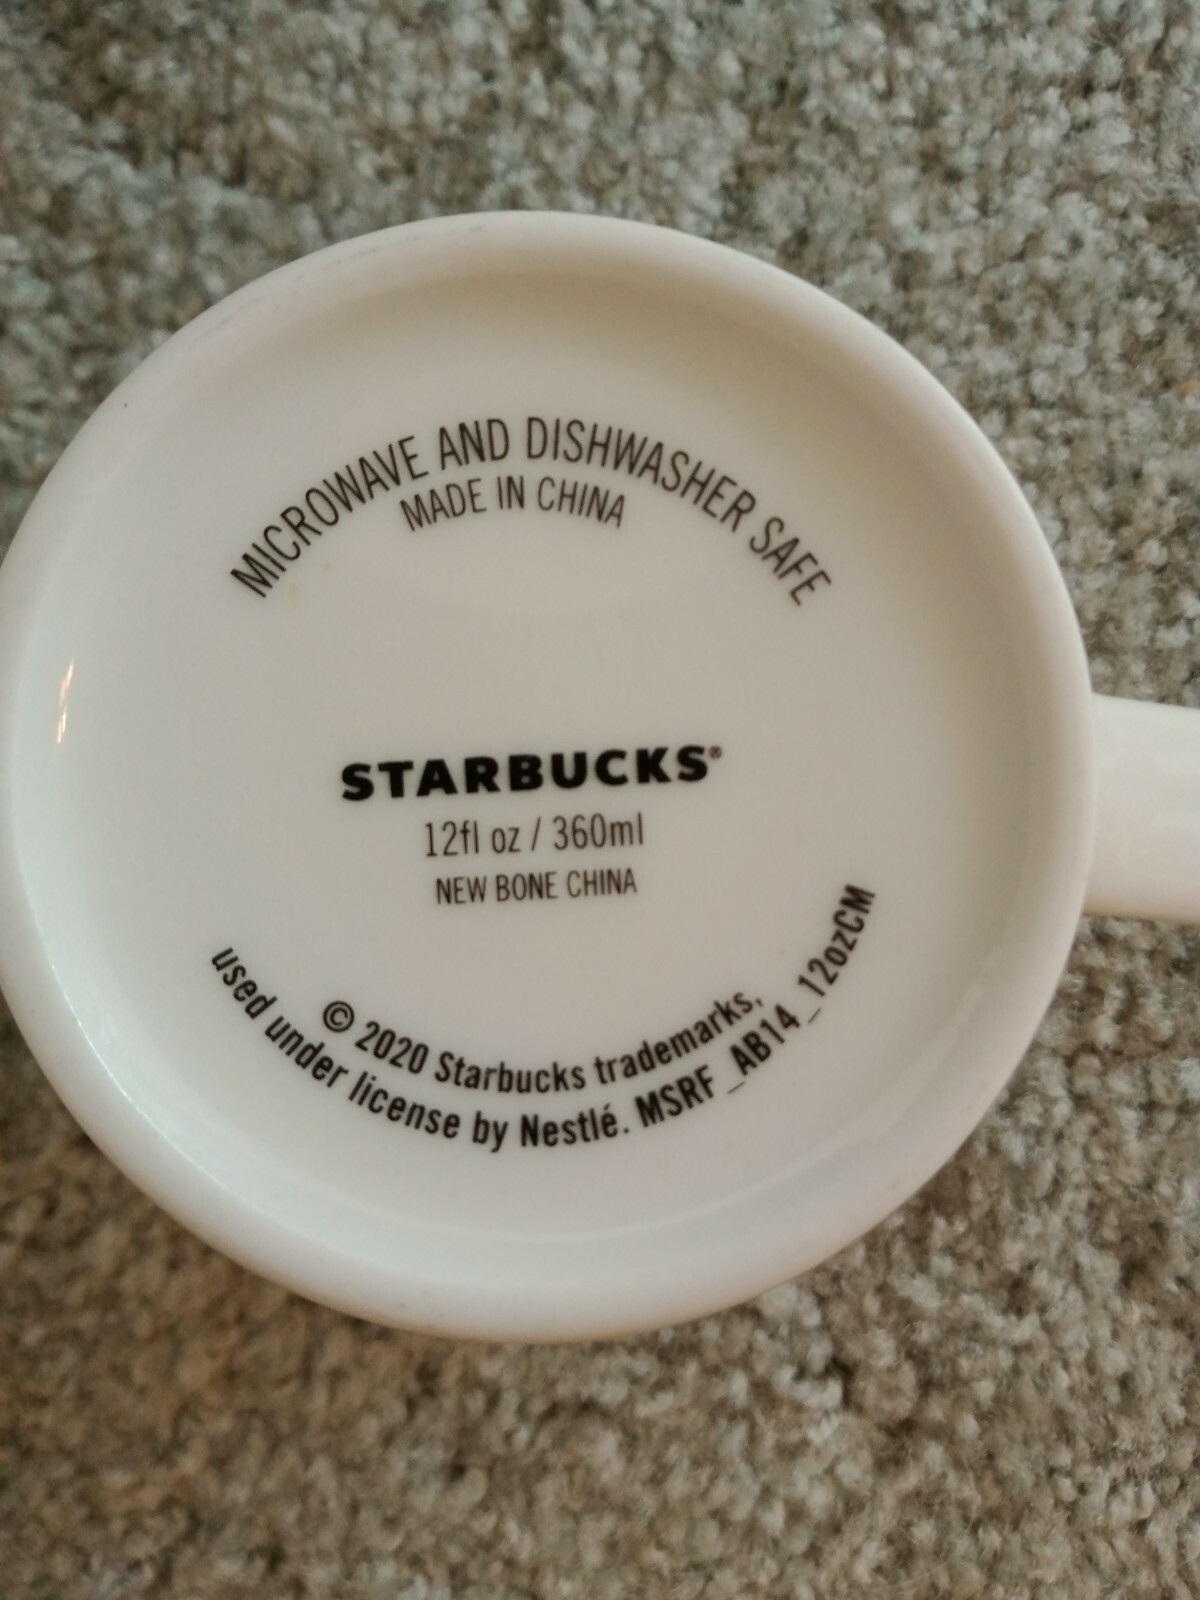 MICROWAVE AND DISHWASHER SAFE
MADE IN CHINA
STARBUCKS®
12fl oz / 360ml
NEW BONE CHINA
© 2020 Starbucks trademarks,
used under license by Nestlé. MSRF_AB14_12ozCM